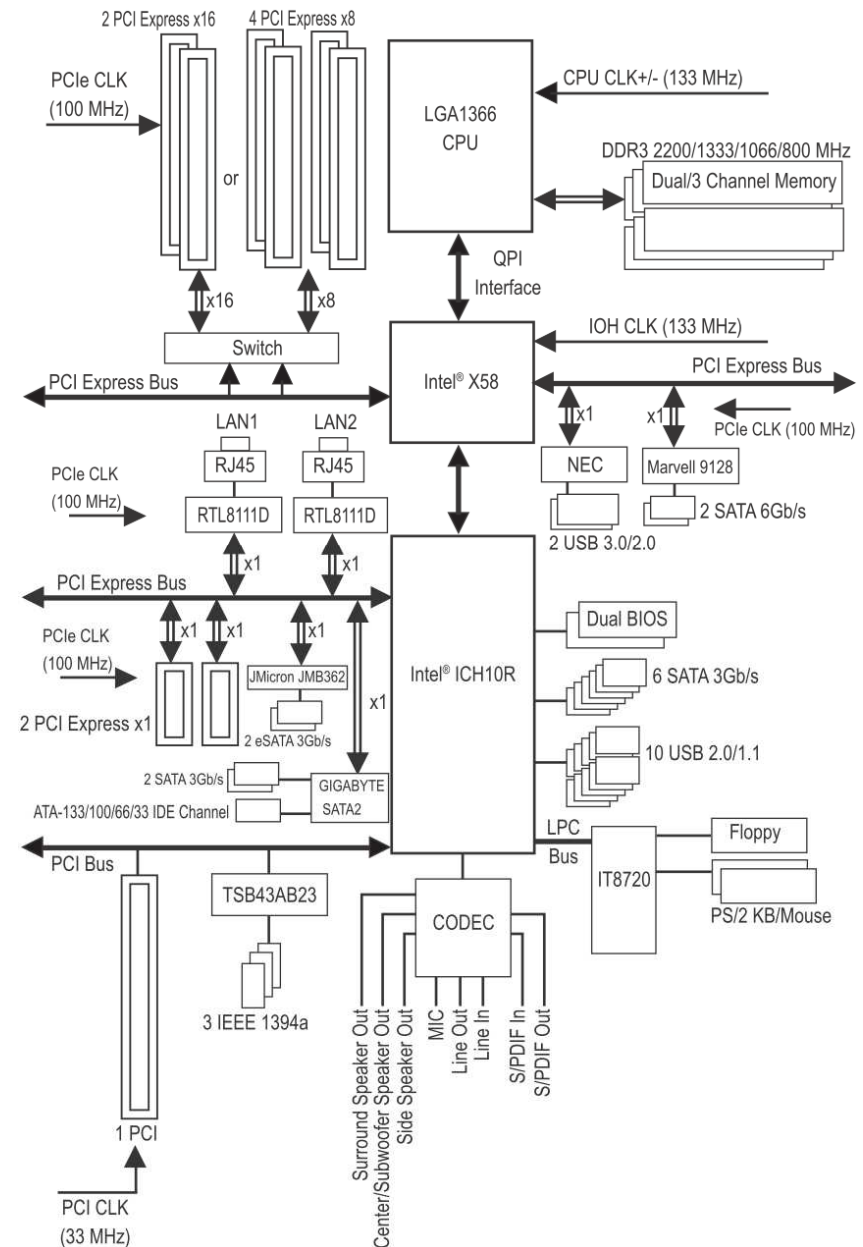 2 PCI Express x16
4 PCI Express x8
PCIe CLK
(100 MHz)
or
x16
x8
Switch
LGA1366
CPU
CPU CLK+/- (133 MHz)
DDR3 2200/1333/1066/800 MHz
Dual/3 Channel Memory
QPI
Interface
IOH CLK (133 MHz)
PCI Express Bus
Intel® X58
PCI Express Bus
x1
x1
PCIe CLK (100 MHz)
NEC
Marvell 9128
2 USB 3.0/2.0
2 SATA 6Gb/s
LAN1
LAN2
RJ45
RJ45
PCIe CLK
(100 MHz)
RTL8111D
RTL8111D
x1
x1
PCI Express Bus
PCIe CLK
(100 MHz)
x1
x1
x1
x1
JMicron JMB362
2 PCI Express x1
2 eSATA 3Gb/s
2 SATA 3Gb/s
GIGABYTE
SATA2
ATA-133/100/66/33 IDE Channel
Intel® ICH10R
Dual BIOS
6 SATA 3Gb/s
10 USB 2.0/1.1
LPC
Bus
IT8720
Floppy
PS/2 KB/Mouse
PCI Bus
TSB43AB23
3 IEEE 1394a
CODEC
Surround Speaker Out
Center/Subwoofer Speaker Out
Side Speaker Out
MIC
Line Out
Line In
S/PDIF In
S/PDIF Out
1 PCI
PCI CLK
(33 MHz)